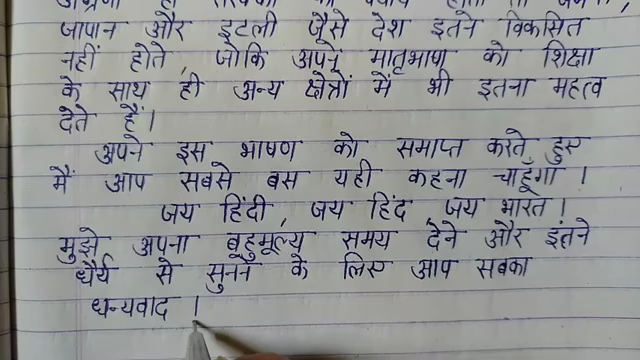 जापान और इटली जैसे देश इतने विकसित
नहीं होते, जोकि अपने मातृभाषा को शिक्षा
के साथ ही अन्य क्षेत्रों में भी इतना महत्व
देते हैं।
अपने इस भाषण को समाप्त करते हुए
मैं आप सबसे बस यही कहना चाहूँगा।
जय हिंदी, जय हिंद, जय भारत।
मुझे अपना बहुमूल्य समय देने और इतने
धैर्य से सुनने के लिए आप सबका
धन्यवाद।